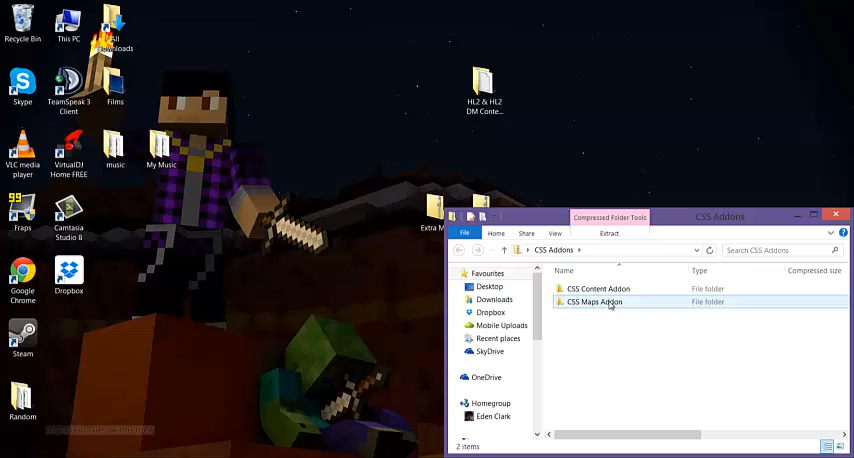 Recycle Bin
This PC
All
Downloads
Skype
TeamSpeak 3
Client
Films
VLC media
player
VirtualDJ
Home FREE
music
My Music
99
Fraps
Camtasia
Studio 8
Google
Chrome
Dropbox
Steam
Random
HL2 & HL2
DM Conte...
Extra M
Compressed Folder Tools
CSS Addons
File
Home
Share
View
Extract
CSS Addons
Search CSS Addons
Favourites
Desktop
Downloads
Dropbox
Mobile Uploads
Recent places
SkyDrive
OneDrive
Homegroup
Eden Clark
Name
Type
Compressed size
CSS Content Addon
File folder
CSS Maps Addon
File folder
2 items